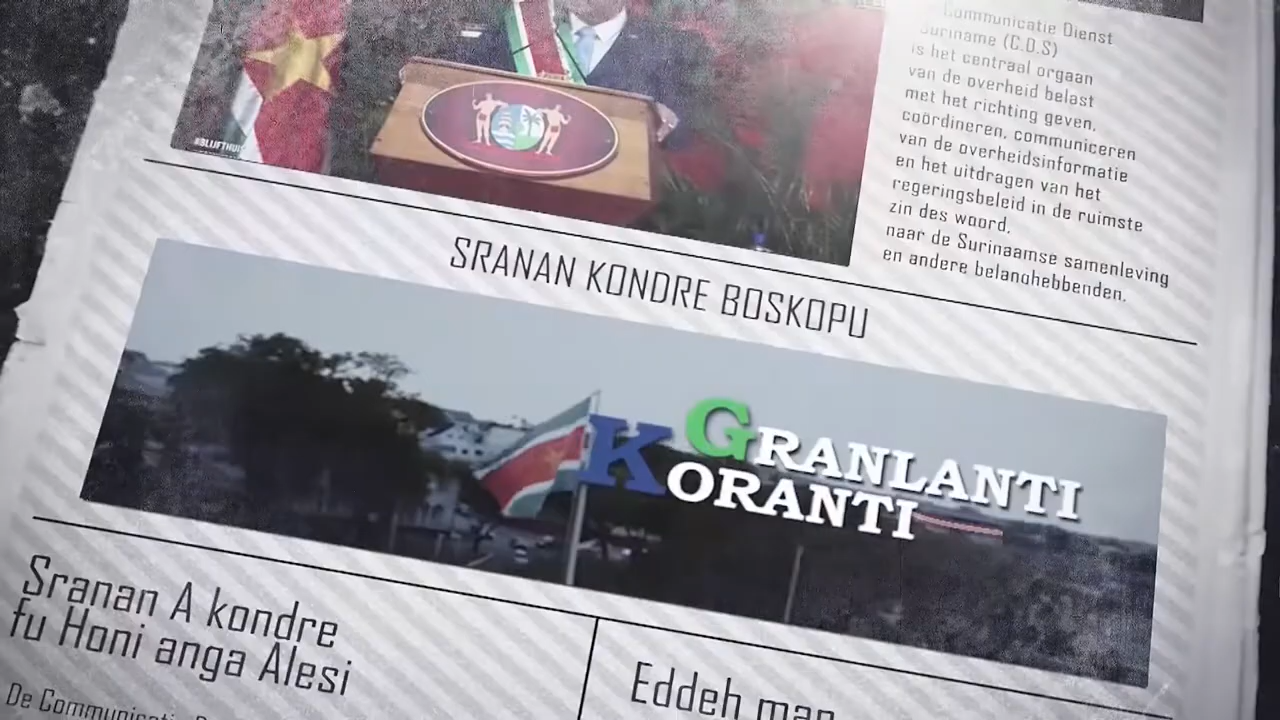 #BLIJFTHUIS
Communicatie Dienst
Suriname (C.D.S)
is het centraal orgaan
van de overheid belast
met het richting geven,
coördineren, communiceren
van de overheidsinformatie
en het uitdragen van het
regeringsbeleid in de ruimste
zin des woord,
naar de Surinaamse samenleving
en andere belanghebbenden.
SRANAN KONDRE BOSKOPU
GRANLANTI
KORANTI
Sranan A kondre
fu Honi anga Alesi
De
Eddeh man